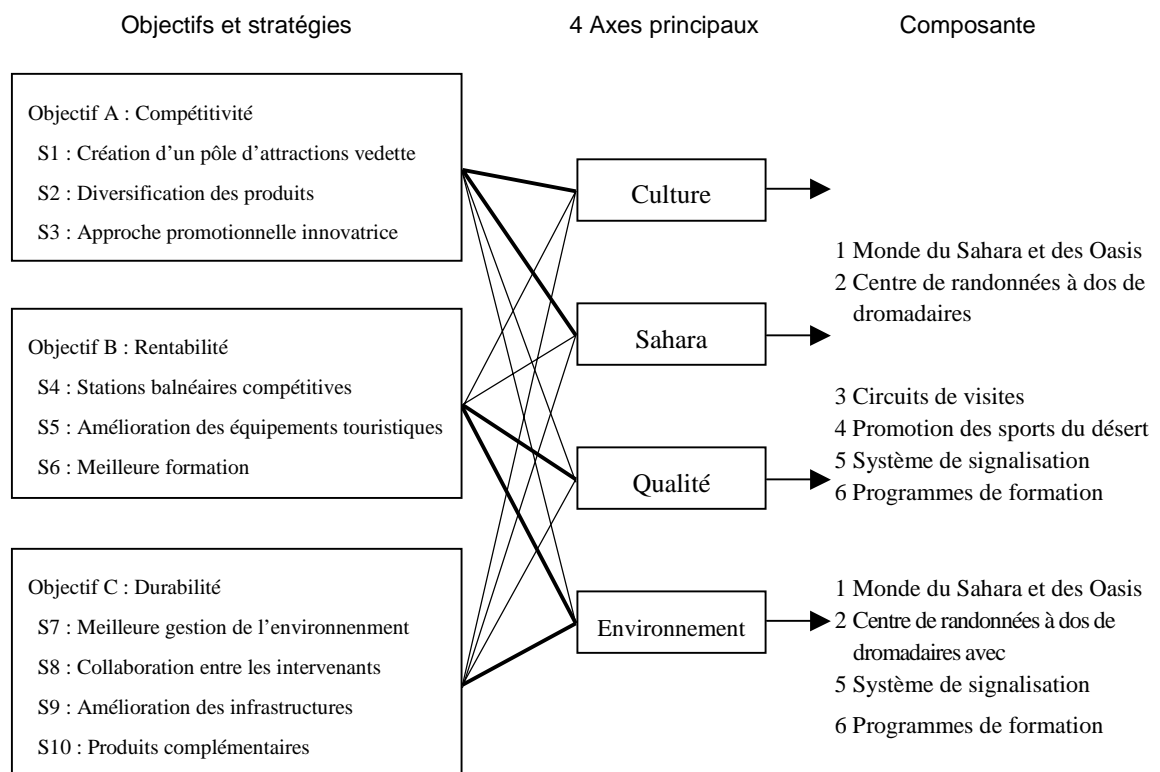 Objectifs et stratégies
4 Axes principaux
Composante
Objectif A : Compétitivité
S1 : Création d'un pôle d'attractions vedette
S2 : Diversification des produits
S3 : Approche promotionnelle innovatrice
Objectif B : Rentabilité
S4 : Stations balnéaires compétitives
S5 : Amélioration des équipements touristiques
S6 : Meilleure formation
Objectif C : Durabilité
S7 : Meilleure gestion de l'environnenment
S8 : Collaboration entre les intervenants
S9 : Amélioration des infrastructures
S10 : Produits complémentaires
Culture
Sahara
Qualité
Environnement
1 Monde du Sahara et des Oasis
2 Centre de randonnées à dos de
dromadaires
3 Circuits de visites
4 Promotion des sports du désert
5 Système de signalisation
6 Programmes de formation
1 Monde du Sahara et des Oasis
2 Centre de randonnées à dos de
dromadaires avec
5 Système de signalisation
6 Programmes de formation